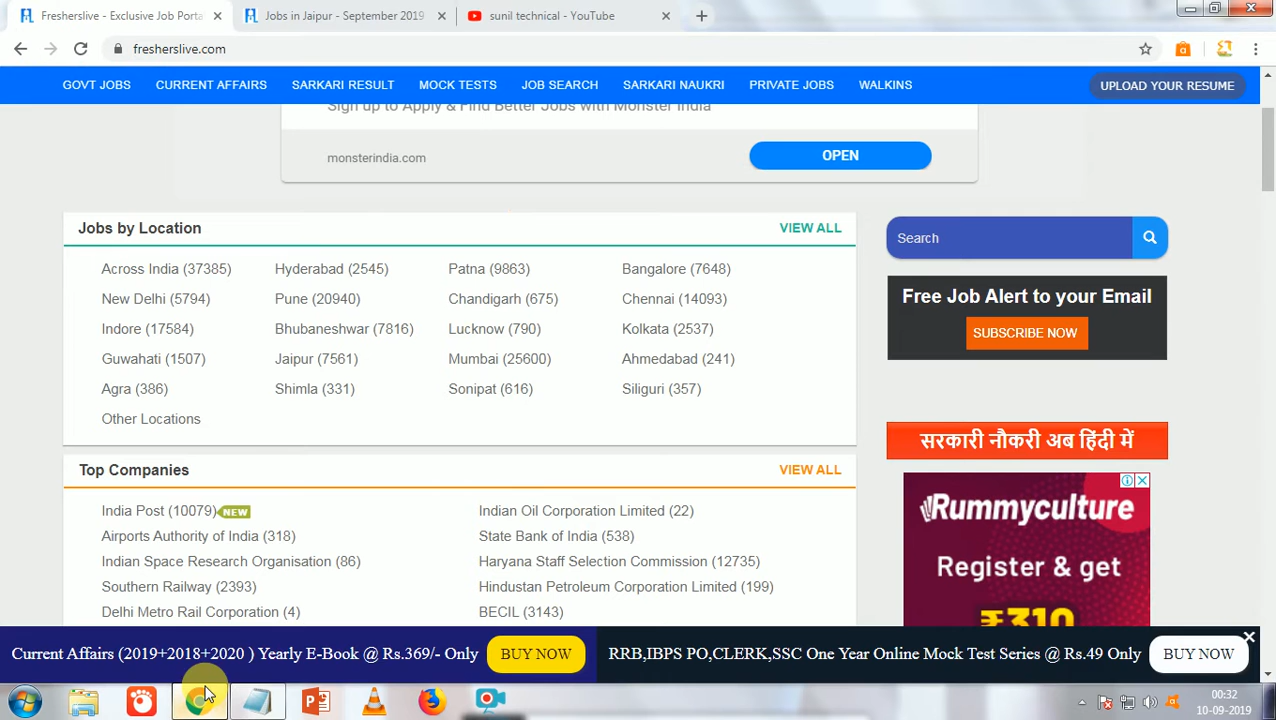 Fresherslive - Exclusive Job Porta
Jobs in Jaipur - September 2019
sunil technical - YouTube
fresherslive.com
GOVT JOBS CURRENT AFFAIRS SARKARI RESULT MOCK TESTS JOB SEARCH SARKARI NAUKRI PRIVATE JOBS WALKINS UPLOAD YOUR RESUME
Sign up to Apply & Find Better Jobs with Monster India
monsterindia.com OPEN
Jobs by Location VIEW ALL
Across India (37385) Hyderabad (2545) Patna (9863) Bangalore (7648)
New Delhi (5794) Pune (20940) Chandigarh (675) Chennai (14093)
Indore (17584) Bhubaneshwar (7816) Lucknow (790) Kolkata (2537)
Guwahati (1507) Jaipur (7561) Mumbai (25600) Ahmedabad (241)
Agra (386) Shimla (331) Sonipat (616) Siliguri (357)
Other Locations
Search
Free Job Alert to your Email
SUBSCRIBE NOW
सरकारी नौकरी अब हिंदी में
Top Companies VIEW ALL
India Post (10079) NEW Indian Oil Corporation Limited (22)
Airports Authority of India (318) State Bank of India (538)
Indian Space Research Organisation (86) Haryana Staff Selection Commission (12735)
Southern Railway (2393) Hindustan Petroleum Corporation Limited (199)
Delhi Metro Rail Corporation (4) BECIL (3143)
Rummyculture
Register & get
₹310
Current Affairs (2019+2018+2020 ) Yearly E-Book @ Rs.369/- Only BUY NOW
RRB,IBPS PO,CLERK,SSC One Year Online Mock Test Series @ Rs.49 Only BUY NOW
00:32
10-09-2019